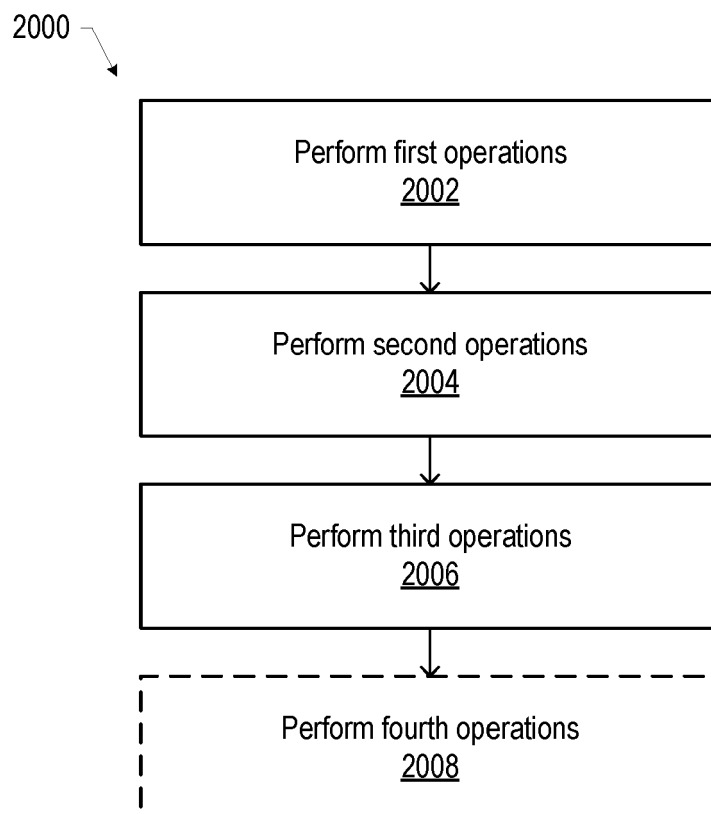 2000
Perform first operations
2002
Perform second operations
2004
Perform third operations
2006
Perform fourth operations
2008